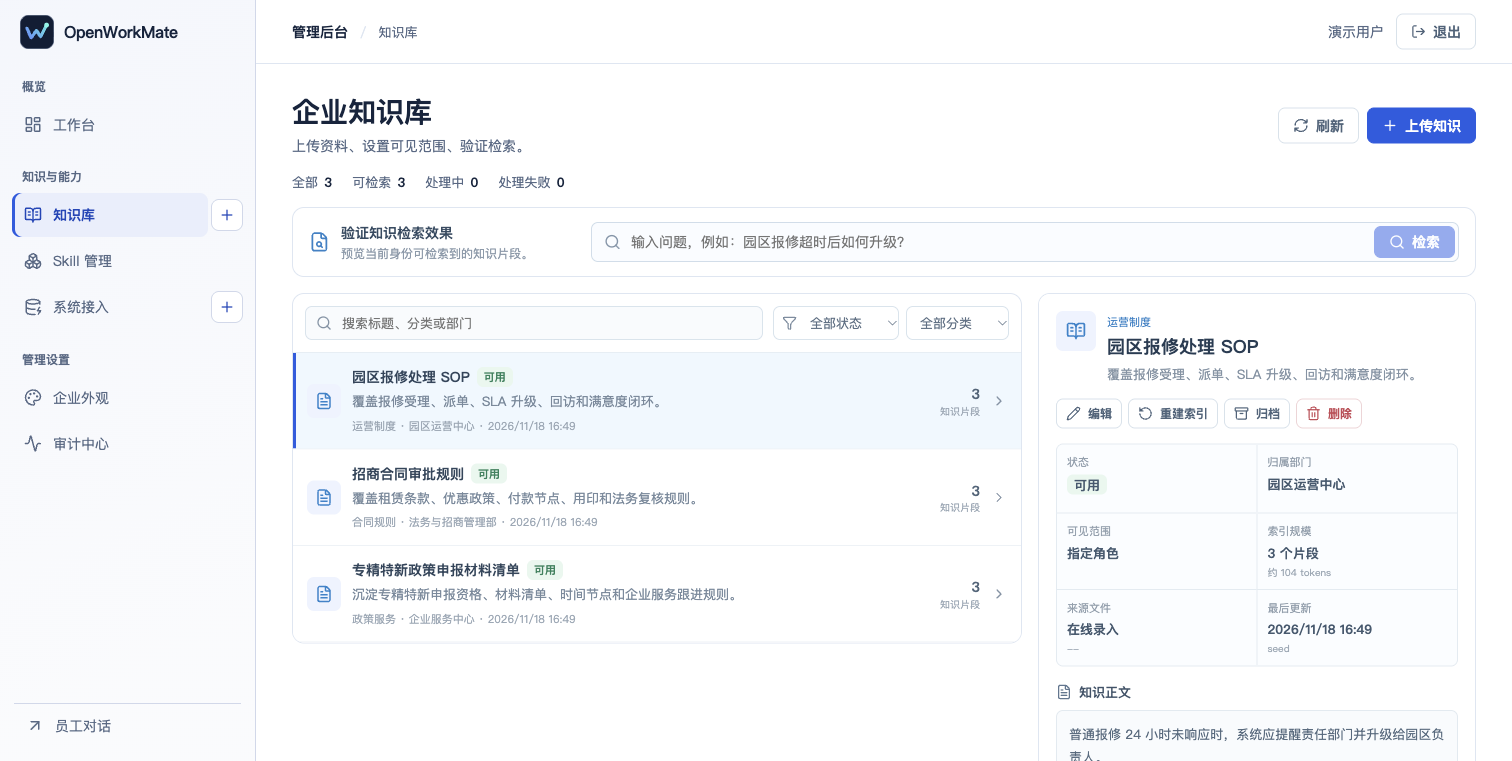 OpenWorkMate
概览
工作台
知识与能力
知识库
Skill 管理
系统接入
管理设置
企业外观
审计中心
员工对话
管理后台 / 知识库
演示用户
退出
企业知识库
上传资料、设置可见范围、验证检索。
刷新
上传知识
全部 3 可检索 3 处理中 0 处理失败 0
验证知识检索效果
预览当前身份可检索到的知识片段。
输入问题，例如：园区报修超时后如何升级？
检索
搜索标题、分类或部门
全部状态
全部分类
园区报修处理 SOP 可用
覆盖报修受理、派单、SLA 升级、回访和满意度闭环。
运营制度 · 园区运营中心 · 2026/11/18 16:49
3
知识片段
招商合同审批规则 可用
覆盖租赁条款、优惠政策、付款节点、用印和法务复核规则。
合同规则 · 法务与招商管理部 · 2026/11/18 16:49
3
知识片段
专精特新政策申报材料清单 可用
沉淀专精特新申报资格、材料清单、时间节点和企业服务跟进规则。
政策服务 · 企业服务中心 · 2026/11/18 16:49
3
知识片段
运营制度
园区报修处理 SOP
覆盖报修受理、派单、SLA 升级、回访和满意度闭环。
编辑
重建索引
归档
删除
状态
可用
归属部门
园区运营中心
可见范围
指定角色
索引规模
3 个片段
约 104 tokens
来源文件
在线录入
—
最后更新
2026/11/18 16:49
seed
知识正文
普通报修 24 小时未响应时，系统应提醒责任部门并升级给园区负
责人。